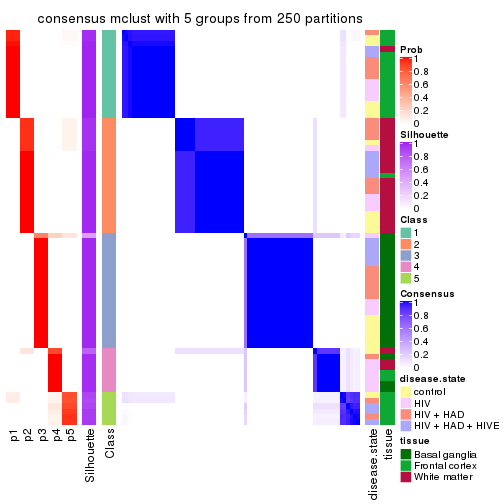 consensus mclust with 5 groups from 250 partitions
Prob
1
0.8
0.6
0.4
0.2
0
Silhouette
1
0.8
0.6
0.4
0.2
0
Class
1
2
3
4
5
Consensus
1
0.8
0.6
0.4
0.2
0
disease.state
control
HIV
HIV + HAD
HIV + HAD + HIVE
tissue
Basal ganglia
Frontal cortex
White matter
p1
p2
p3
p4
p5
Silhouette
Class
disease.state
tissue